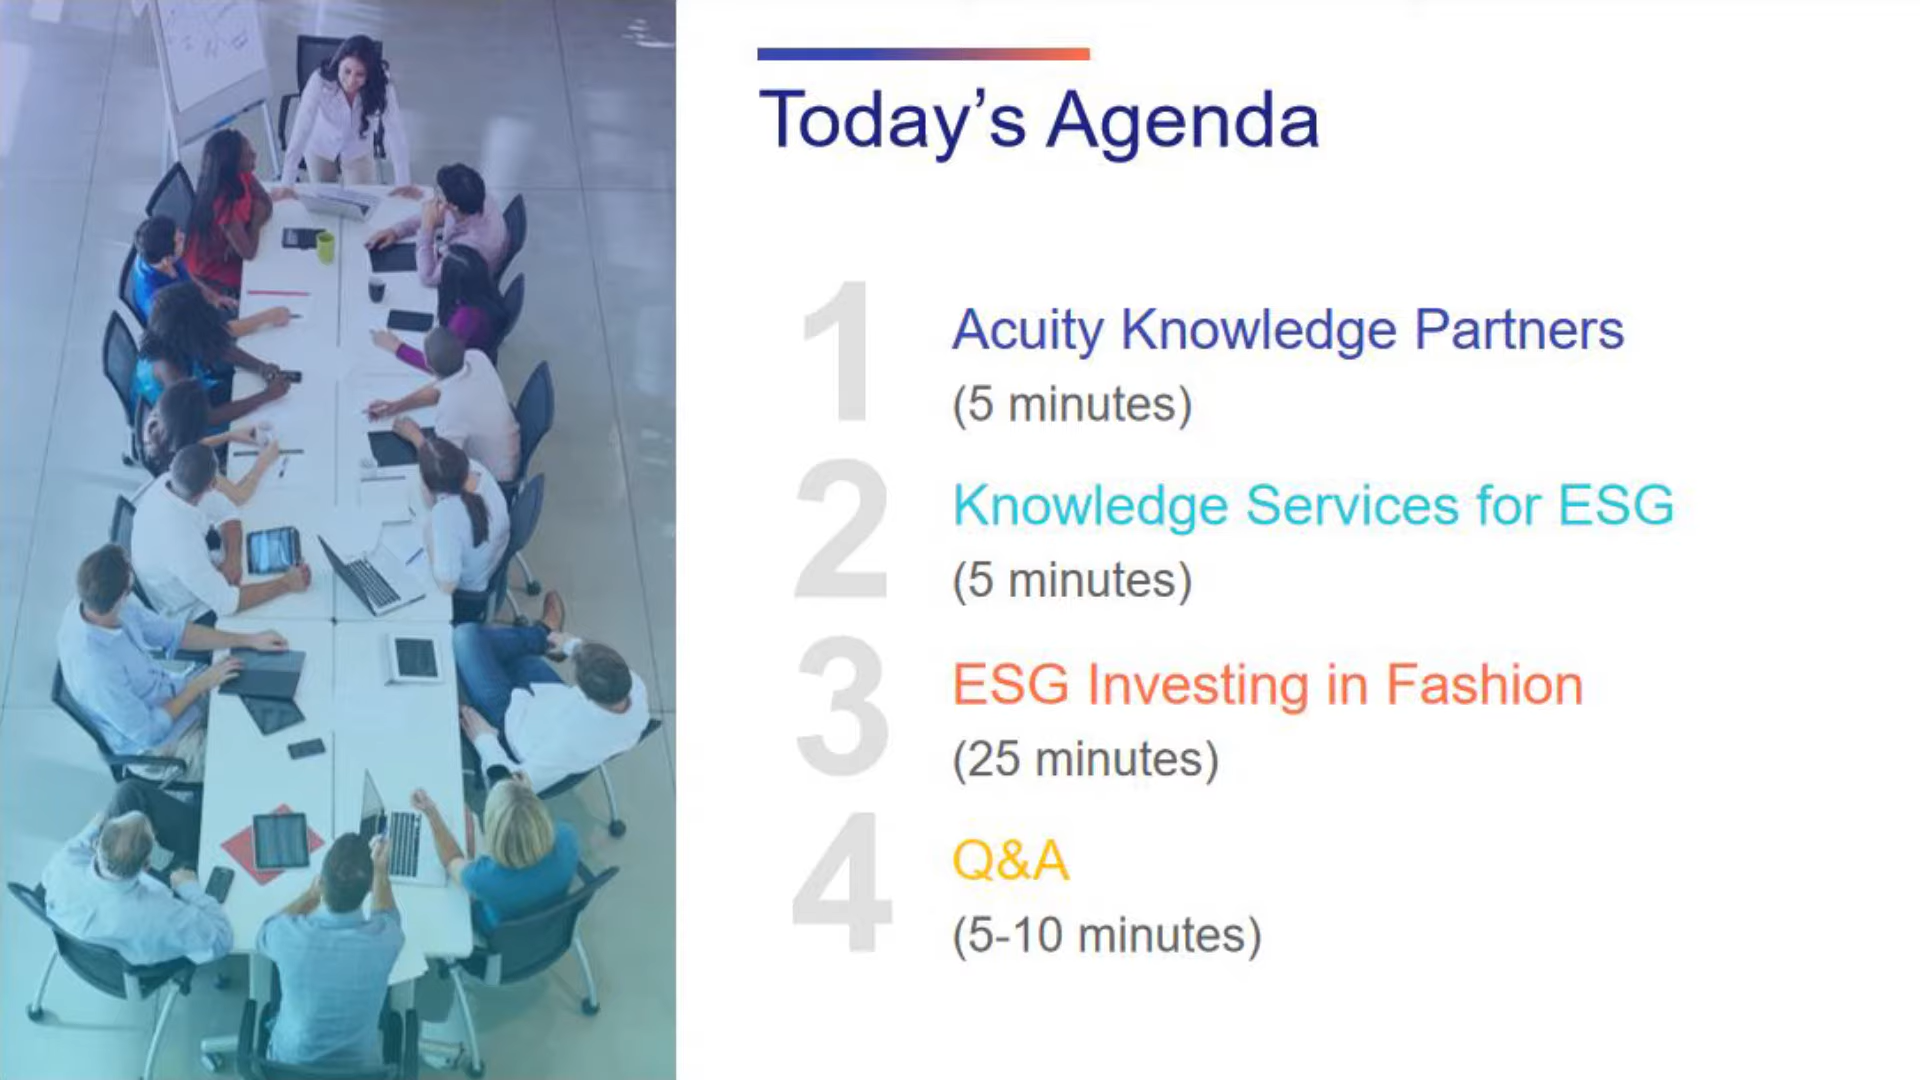 Today's Agenda
1
Acuity Knowledge Partners
(5 minutes)
2
Knowledge Services for ESG
(5 minutes)
3
ESG Investing in Fashion
(25 minutes)
4
Q&A
(5-10 minutes)